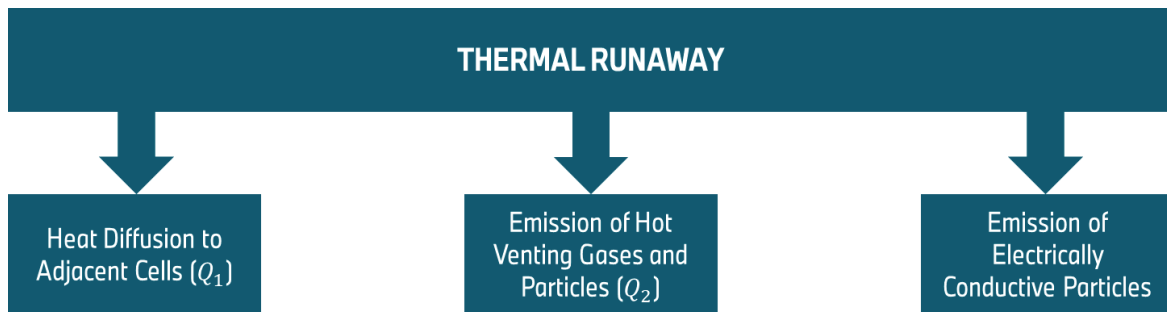 THERMAL RUNAWAY
Heat Diffusion to
Adjacent Cells (Q₁)
Emission of Hot
Venting Gases and
Particles (Q₂)
Emission of
Electrically
Conductive Particles